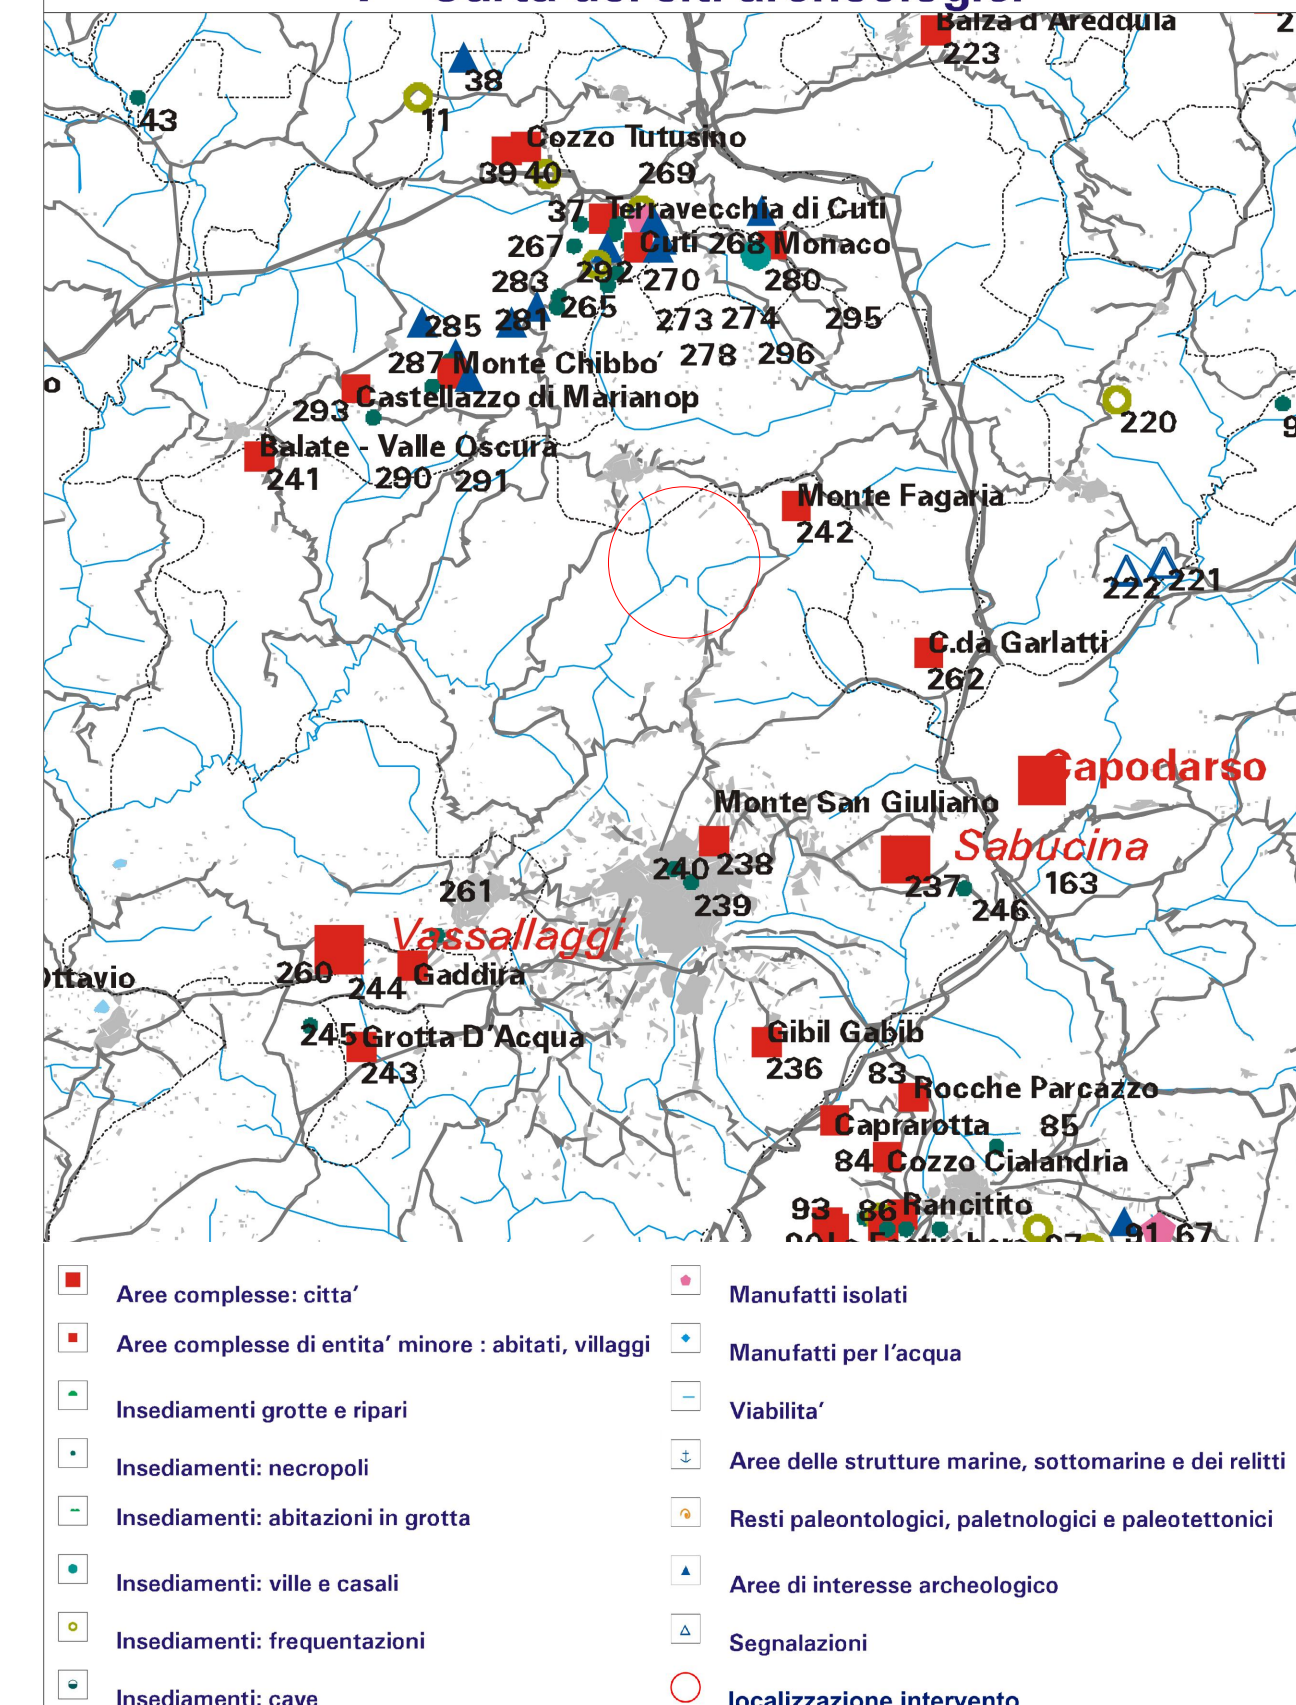 Balza d'Areddula
223
38
43
11
Cozzo Tutusino
39 40
269
37 Terravecchia di Cuti
267
Cuti 268 Monaco
283 292 270 280
265
285 281
273 274 295
278 296
287 Monte Chibbo'
293 Castellazzo di Marianop
220
Balate - Valle Oscura
241
290 291
Monte Fagaria
242
222 221
C.da Garlatti
262
Capodarso
Monte San Giuliano
Sabucina
240 238
237
163
261
239
246
Vassallaggi
260
244 Gaddira
Ottavio
245 Grotta D'Acqua
243
Gibil Gabib
236
83
Rocche Parcazzo
Caprarotta
85
84 Cozzo Cialandria
93
86 Rancitito
91 67
Aree complesse: citta'
Manufatti isolati
Aree complesse di entita' minore : abitati, villaggi
Manufatti per l'acqua
Insediamenti grotte e ripari
Viabilita'
Insediamenti: necropoli
Aree delle strutture marine, sottomarine e dei relitti
Insediamenti: abitazioni in grotta
Resti paleontologici, paletnologici e paleotettonici
Insediamenti: ville e casali
Aree di interesse archeologico
Insediamenti: frequentazioni
Segnalazioni
Insediamenti: cave
localizzazione intervento